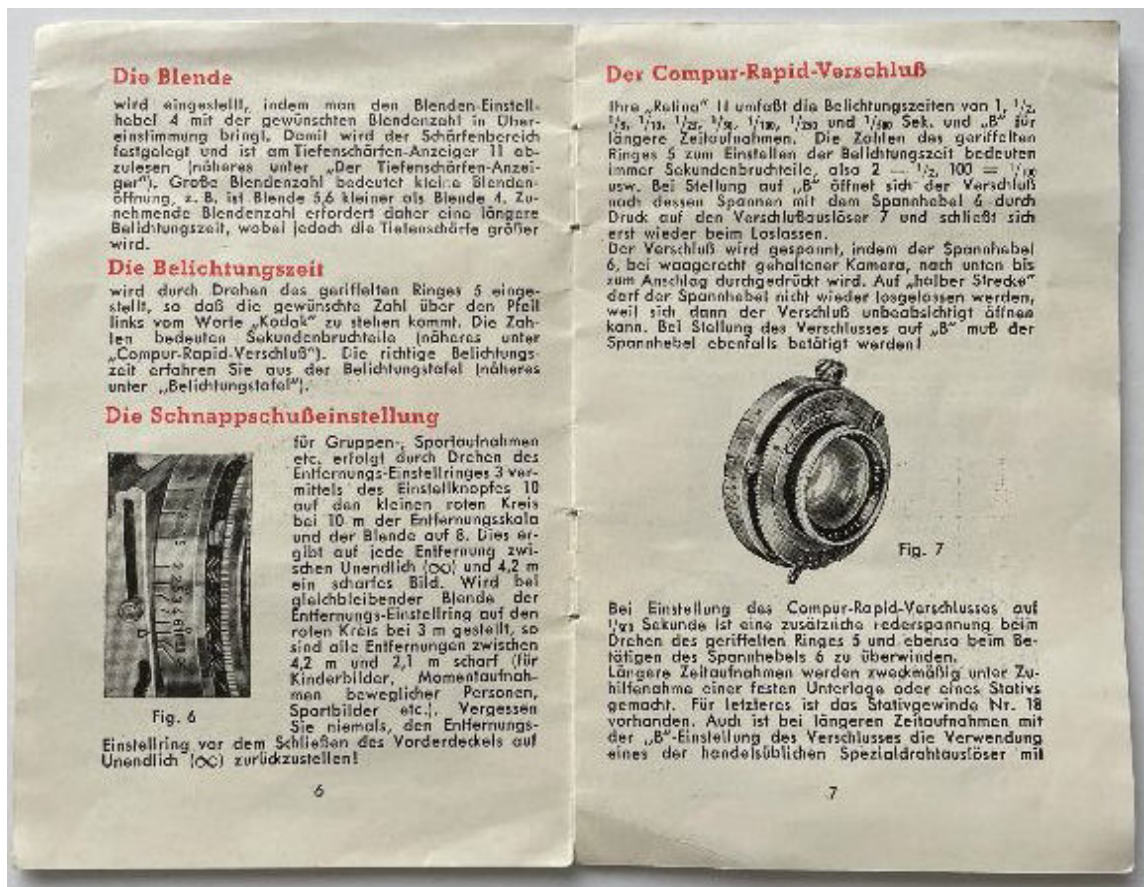 Die Blende
wird eingestellt, indem man den Blenden-Einstell-
hebel 4 mit der gewünschten Blendenzahl in Über-
einstimmung bringt. Damit wird der Schärfenbereich
festgelegt und ist am Tiefenschärfen-Anzeiger 11 ab-
zulesen (näheres unter „Der Tiefenschärfen-Anzei-
ger“). Große Blendenzahl bedeutet kleine Blenden-
öffnung, z. B. ist Blende 5,6 kleiner als Blende 4. Zu-
nehmende Blendenzahl erfordert daher eine längere
Belichtungszeit, wobei jedoch die Tiefenschärfe größer
wird.
Die Belichtungszeit
wird durch Drehen des geriffelten Ringes 5 einge-
stellt, so daß die gewünschte Zahl über den Pfeil
links vom Worte „Kodak“ zu stehen kommt. Die Zah-
len bedeuten Sekundenbruchteile (näheres unter
„Compur-Rapid-Verschluß“). Die richtige Belichtungs-
zeit erfahren Sie aus der Belichtungstafel (näheres
unter „Belichtungstafel“).
Die Schnappschußeinstellung
für Gruppen-, Sportaufnahmen
etc. erfolgt durch Drehen des
Entfernungs-Einstellringes 3 ver-
mittels des Einstellknopfes 10
auf den kleinen roten Kreis
bei 10 m der Entfernungsskala
und der Blende auf 8. Dies er-
gibt auf jede Entfernung zwi-
schen Unendlich (∞) und 4,2 m
ein scharfes Bild. Wird bei
gleichbleibender Blende der
Entfernungs-Einstellring auf den
roten Kreis bei 3 m gestellt, so
sind alle Entfernungen zwischen
4,2 m und 2,1 m scharf (für
Kinderbilder, Momentaufnah-
men beweglicher Personen,
Sportbilder etc.). Vergessen
Sie niemals, den Entfernungs-
Einstellring vor dem Schließen des Vorderdeckels auf
Unendlich (∞) zurückzustellen!
Fig. 6
6
Der Compur-Rapid-Verschluß
Ihre „Retina“ II umfaßt die Belichtungszeiten von 1, 1/2,
1/5, 1/10, 1/25, 1/50, 1/100, 1/250 und 1/500 Sek. und „B“ für
längere Zeitaufnahmen. Die Zahlen des geriffelten
Ringes 5 zum Einstellen der Belichtungszeit bedeuten
immer Sekundenbruchteile, also 2 = 1/2, 100 = 1/100
usw. Bei Stellung auf „B“ öffnet sich der Verschluß
nach dessen Spannen mit dem Spannhebel 6 durch
Druck auf den Verschlußauslöser 7 und schließt sich
erst wieder beim Loslassen.
Der Verschluß wird gespannt, indem der Spannhebel
6, bei waagerecht gehaltener Kamera, nach unten bis
zum Anschlag durchgedrückt wird. Auf „halber Strecke“
darf der Spannhebel nicht wieder losgelassen werden,
weil sich dann der Verschluß unbeabsichtigt öffnen
kann. Bei Stellung des Verschlusses auf „B“ muß der
Spannhebel ebenfalls betätigt werden!
Fig. 7
Bei Einstellung des Compur-Rapid-Verschlusses auf
Sekunde ist eine zusätzliche Federspannung beim
Drehen des geriffelten Ringes 5 und ebenso beim Be-
tätigen des Spannhebels 6 zu überwinden.
Längere Zeitaufnahmen werden zweckmäßig unter Zu-
hilfenahme einer festen Unterlage oder eines Stativs
gemacht. Für letzteres ist das Stativgewinde Nr. 18
vorhanden. Auch ist bei längeren Zeitaufnahmen mit
der „B“-Einstellung des Verschlusses die Verwendung
eines der handelsüblichen Spezialdrahtauslöser mit
7